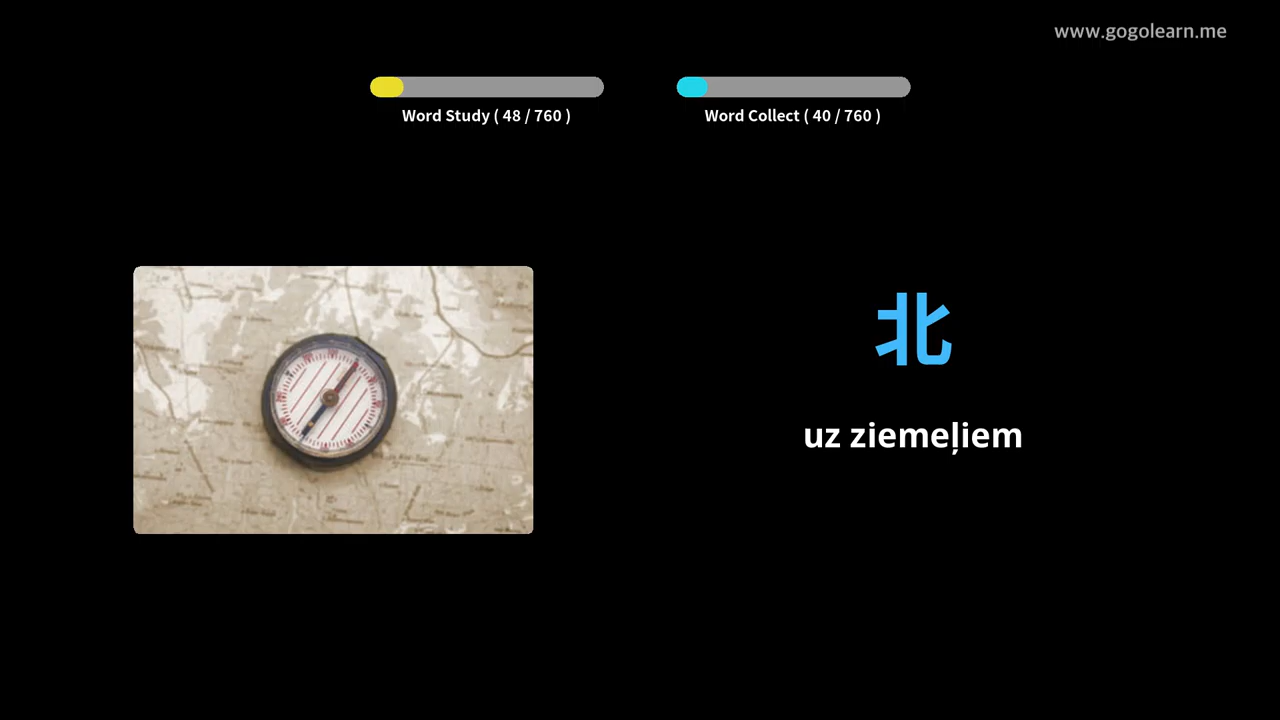 www.gogolearn.me
Word Study ( 48 / 760 )
Word Collect ( 40 / 760 )
北
uz ziemeļiem